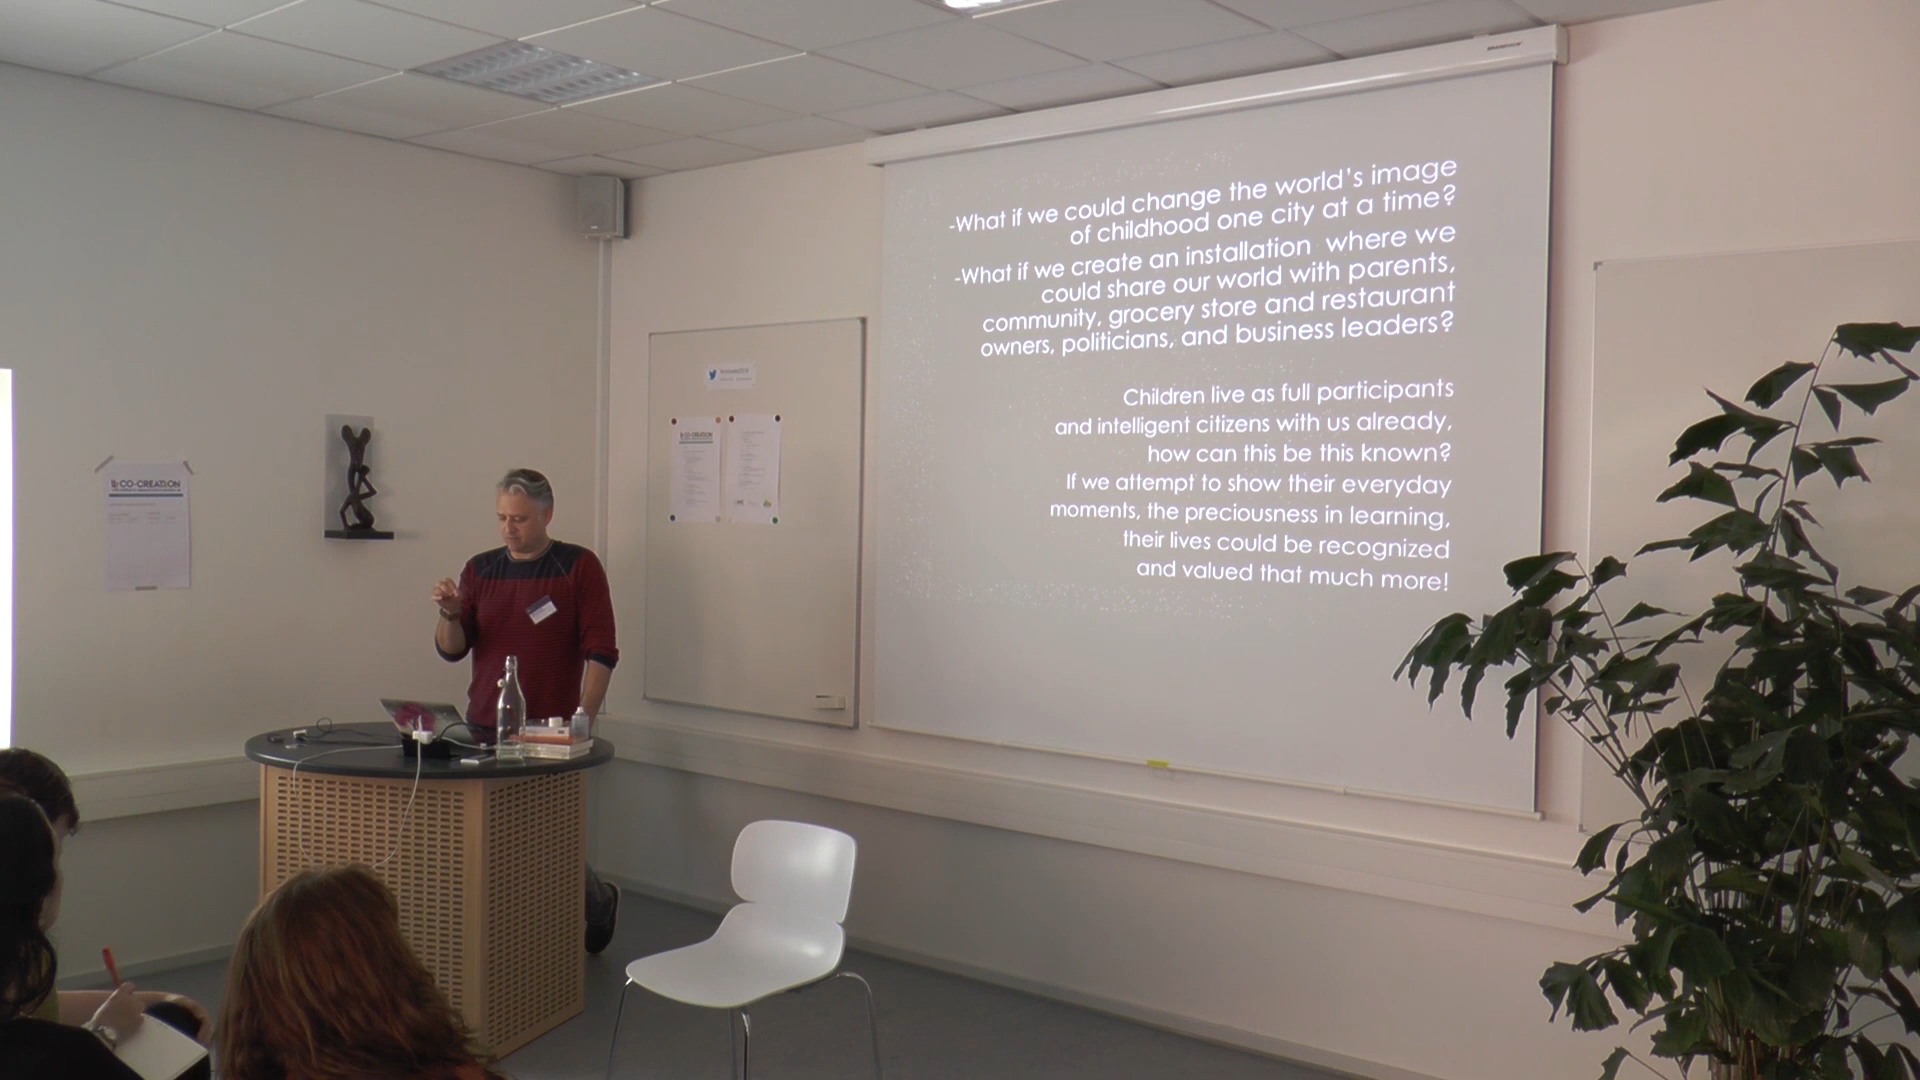 -What if we could change the world's image
of childhood one city at a time?
-What if we create an installation where we
could share our world with parents,
community, grocery store and restaurant
owners, politicians, and business leaders?
Children live as full participants
and intelligent citizens with us already,
how can this be this known?
If we attempt to show their everyday
moments, the preciousness in learning,
their lives could be recognized
and valued that much more!
CO-CREATION
CO-CREATION